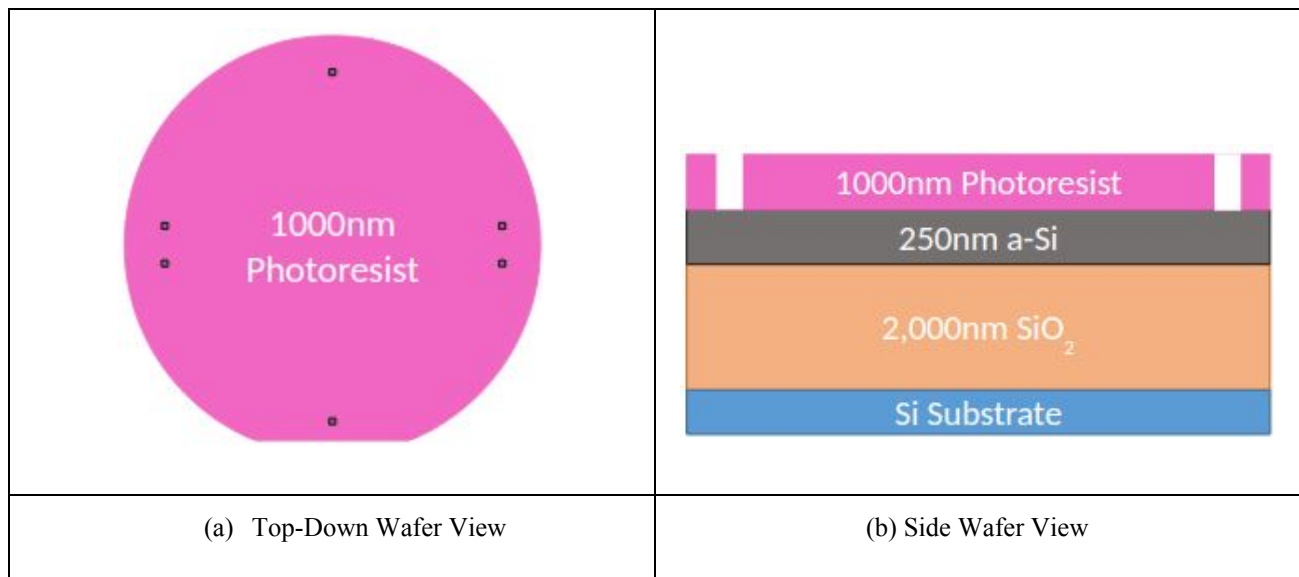 1000nm
Photoresist
1000nm Photoresist
250nm a-Si
2,000nm SiO₂
Si Substrate
(a) Top-Down Wafer View
(b) Side Wafer View